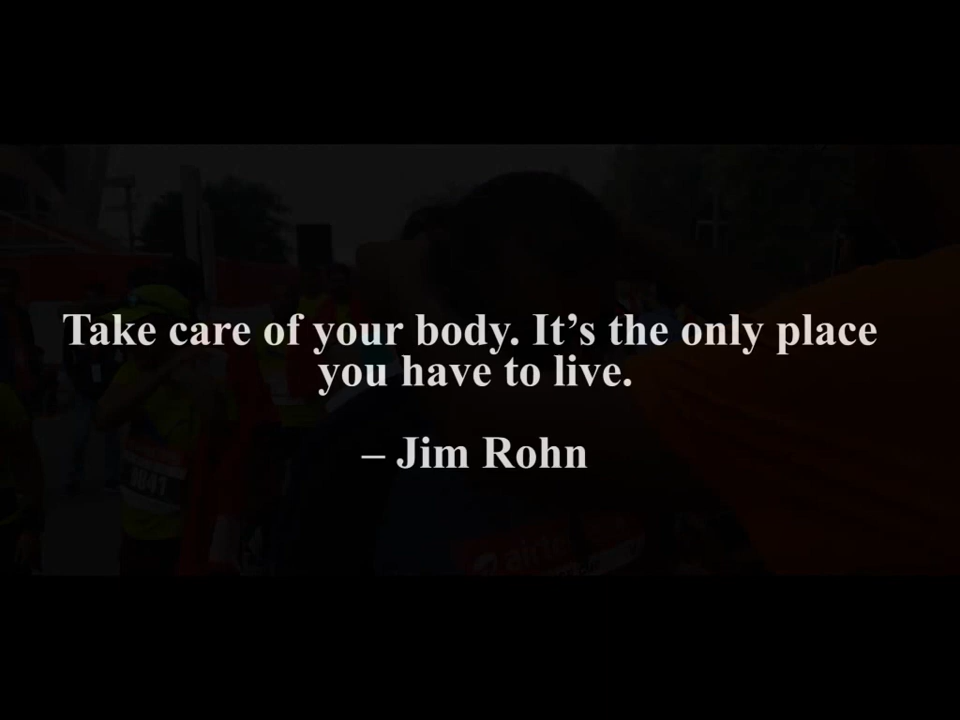 Take care of your body. It’s the only place
you have to live.
– Jim Rohn